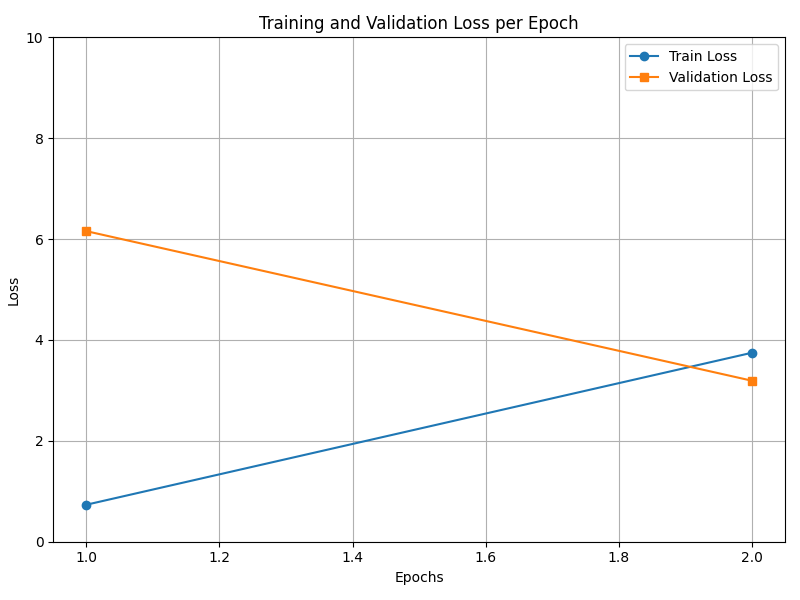 Training and Validation Loss per Epoch
Train Loss
Validation Loss
Loss
10
8
6
4
2
0
1.0 1.2 1.4 1.6 1.8 2.0
Epochs